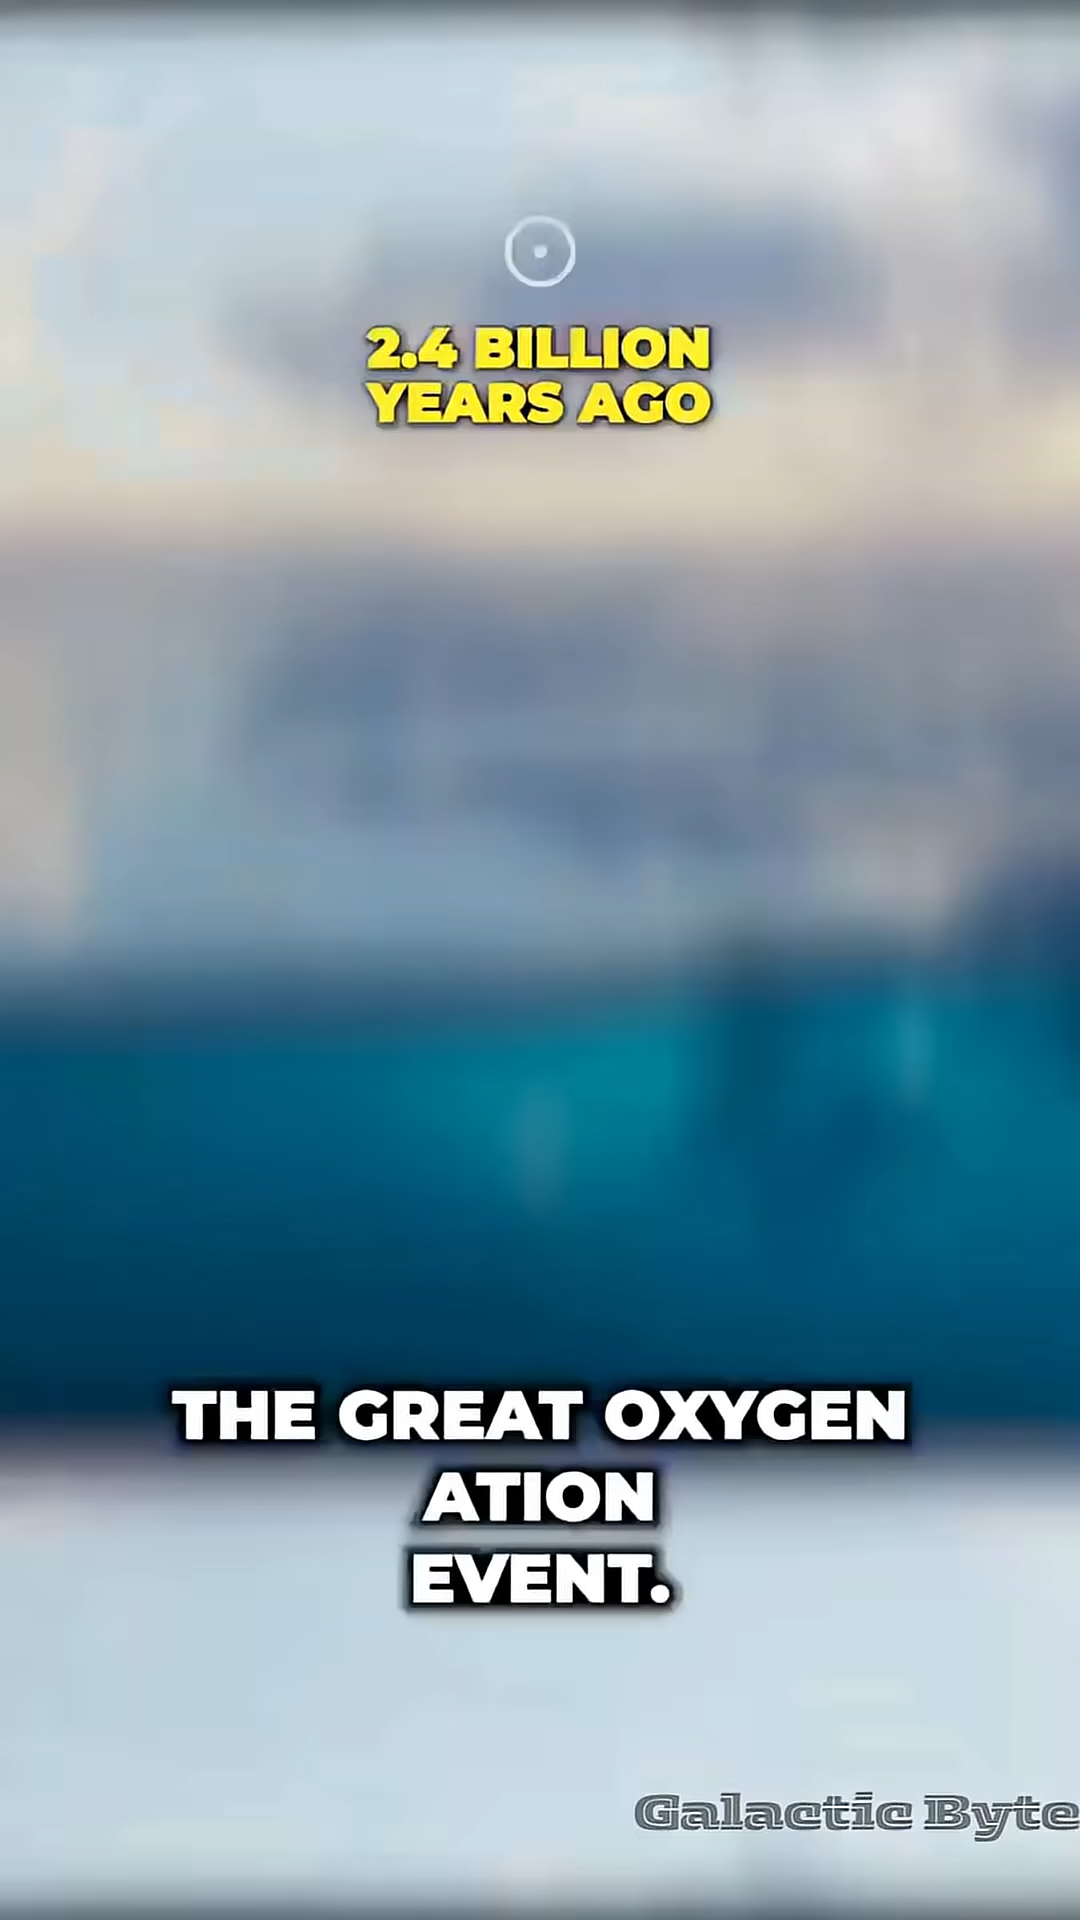 2.4 BILLION
YEARS AGO
THE GREAT OXYGEN
ATION
EVENT.
Galactic Byte